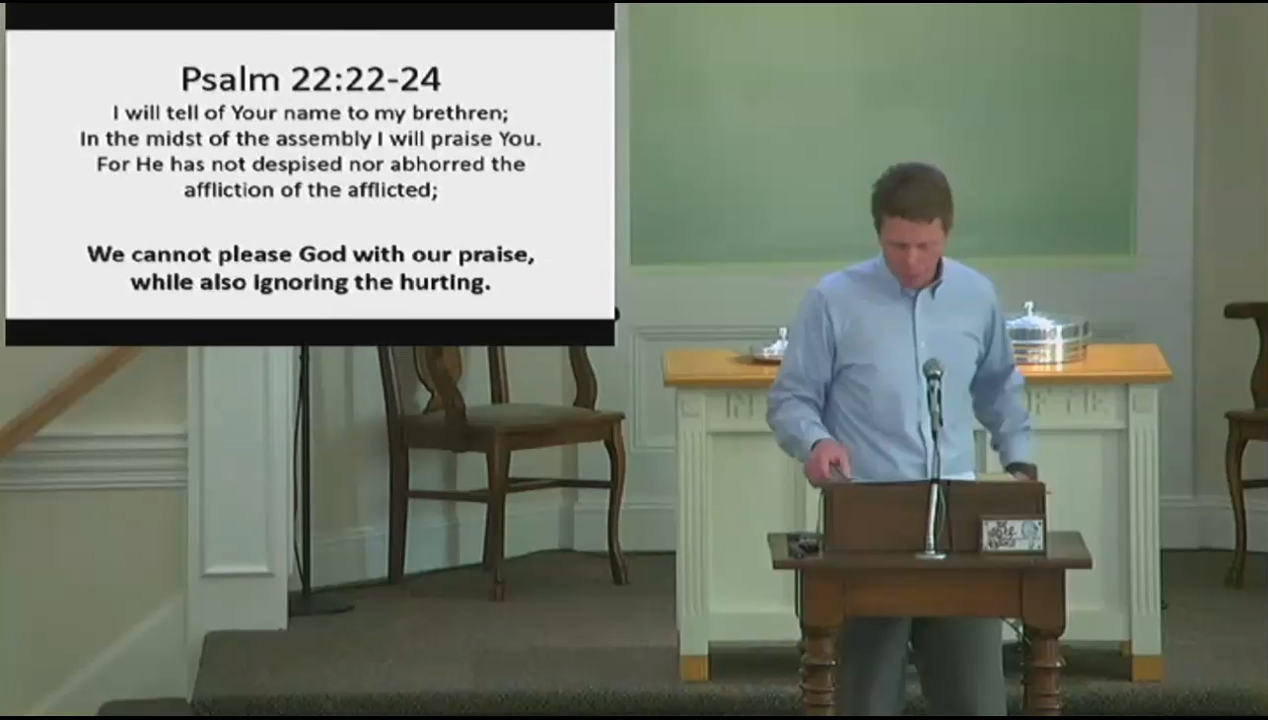 Psalm 22:22-24
I will tell of Your name to my brethren;
In the midst of the assembly I will praise You.
For He has not despised nor abhorred the
affliction of the afflicted;
We cannot please God with our praise,
while also ignoring the hurting.